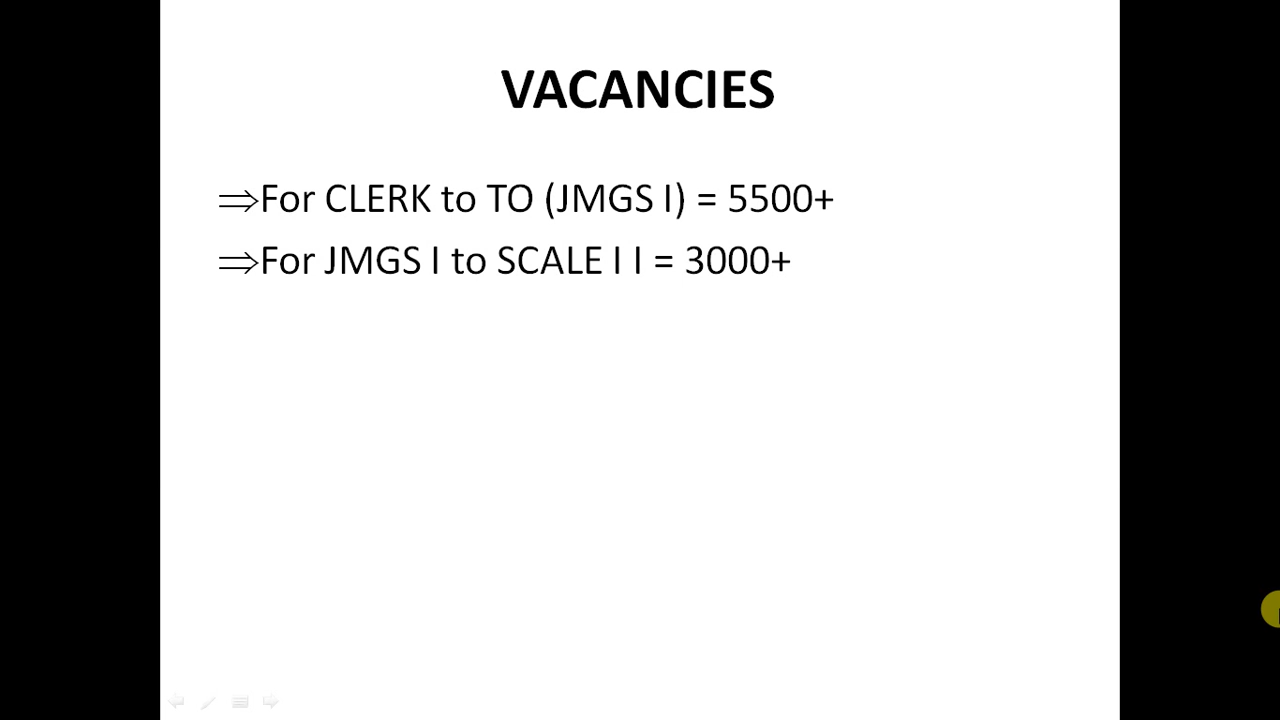 VACANCIES
⇒For CLERK to TO (JMGS I) = 5500+
⇒For JMGS I to SCALE I I = 3000+